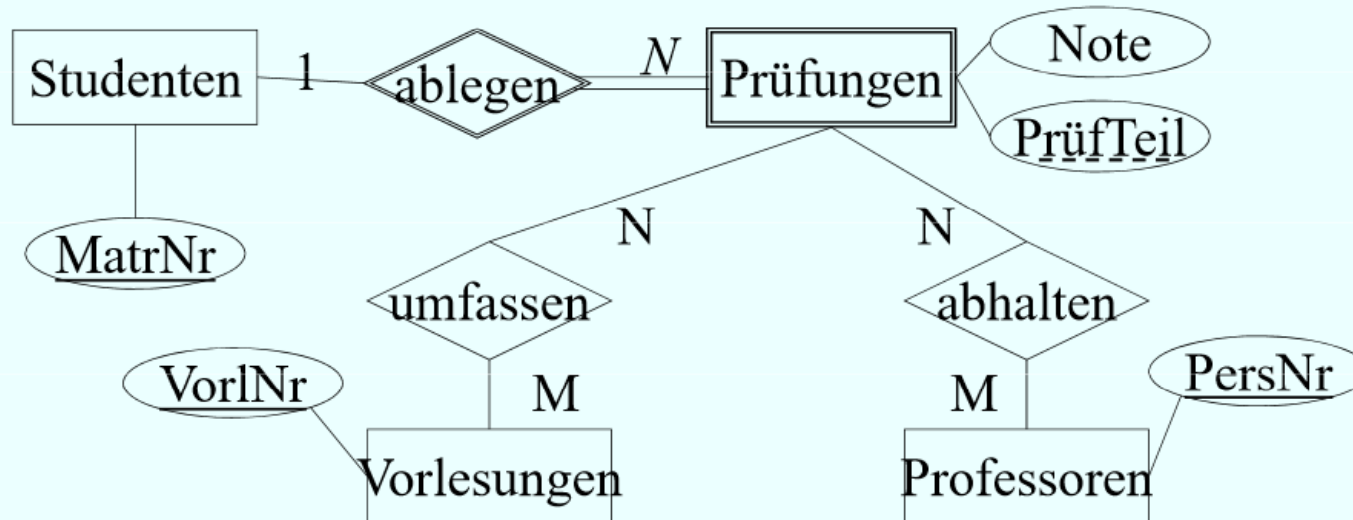 Studenten
1
ablegen
N
Prüfungen
Note
PrüfTeil
MatrNr
N
N
umfassen
abhalten
VorlNr
M
M
PersNr
Vorlesungen
Professoren